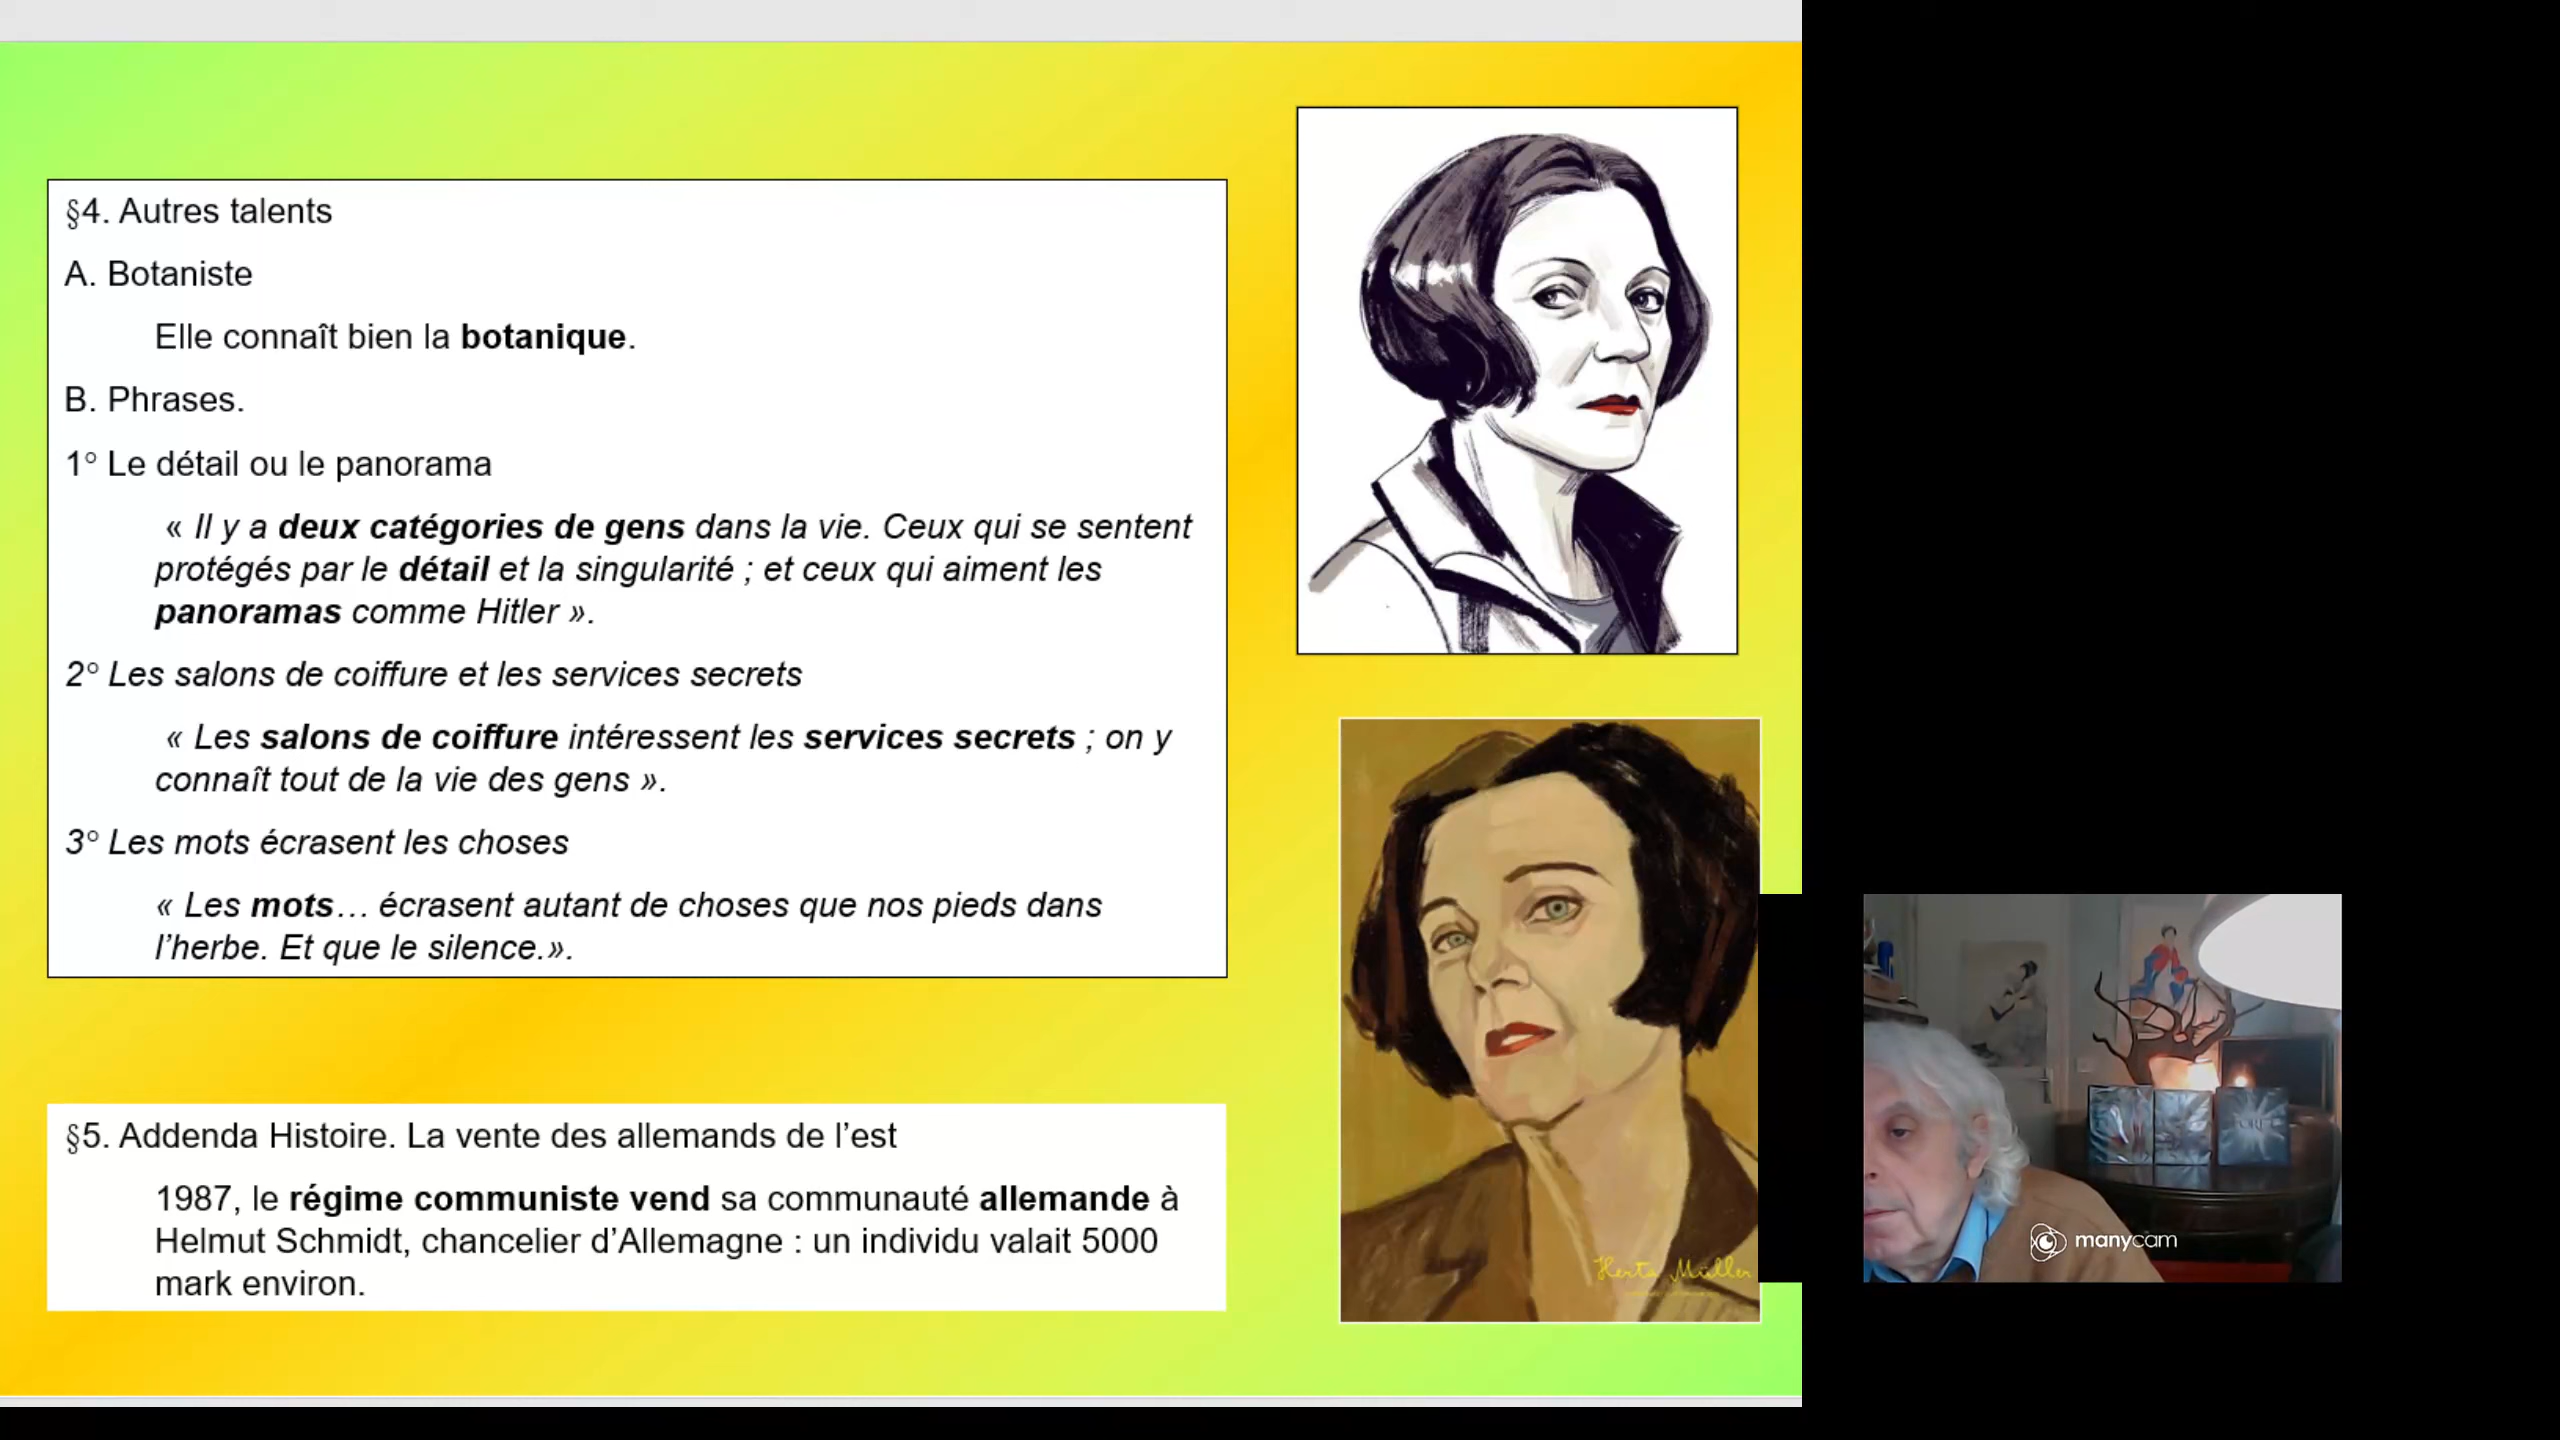 §4. Autres talents
A. Botaniste
Elle connaît bien la botanique.
B. Phrases.
1° Le détail ou le panorama
« Il y a deux catégories de gens dans la vie. Ceux qui se sentent
protégés par le détail et la singularité ; et ceux qui aiment les
panoramas comme Hitler ».
2° Les salons de coiffure et les services secrets
« Les salons de coiffure intéressent les services secrets ; on y
connaît tout de la vie des gens ».
3° Les mots écrasent les choses
« Les mots… écrasent autant de choses que nos pieds dans
l’herbe. Et que le silence.».
§5. Addenda Histoire. La vente des allemands de l’est
1987, le régime communiste vend sa communauté allemande à
Helmut Schmidt, chancelier d’Allemagne : un individu valait 5000
mark environ.
Herta Müller
manycam